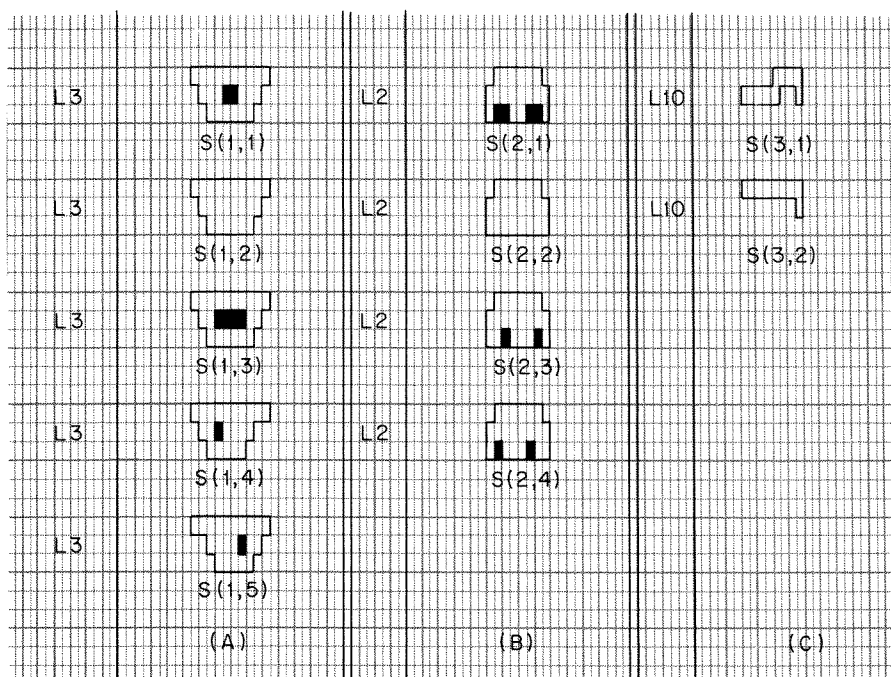 L3 L2 L10
S(1,1) S(2,1) S(3,1)
L3 L2 L10
S(1,2) S(2,2) S(3,2)
L3 L2
S(1,3) S(2,3)
L3 L2
S(1,4) S(2,4)
L3
S(1,5)
(A) (B) (C)